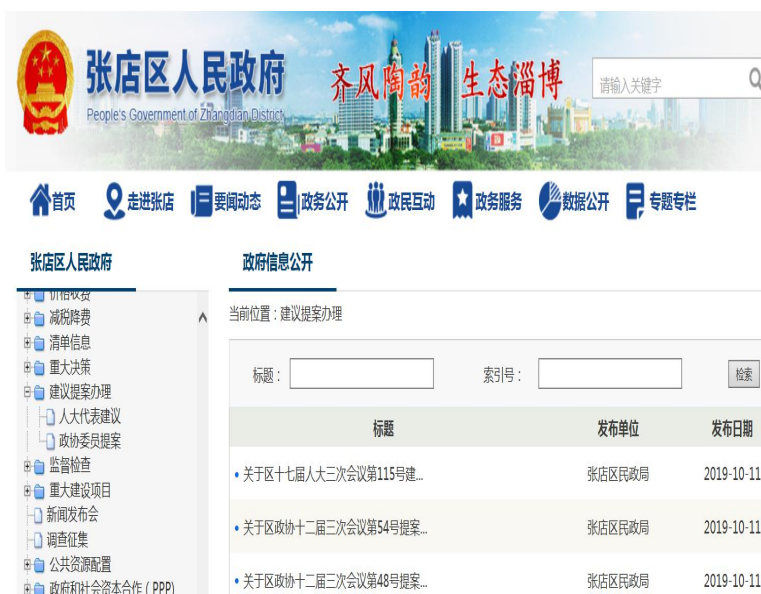 张店区人民政府
People's Government of Zhangdian District
齐风陶韵 生态淄博
请输入关键字
首页 走进张店 要闻动态 政务公开 政民互动 政务服务 数据公开 专题专栏
张店区人民政府 政府信息公开
价格收费
减税降费
清单信息
重大决策
建议提案办理
人大代表建议
政协委员提案
监督检查
重大建设项目
新闻发布会
调查征集
公共资源配置
政府和社会资本合作(PPP)
当前位置:建议提案办理
标题: 索引号: 检索
标题 发布单位 发布日期
• 关于区十七届人大三次会议第115号建... 张店区民政局 2019-10-11
• 关于区政协十二届三次会议第54号提案... 张店区民政局 2019-10-11
• 关于区政协十二届三次会议第48号提案... 张店区民政局 2019-10-11